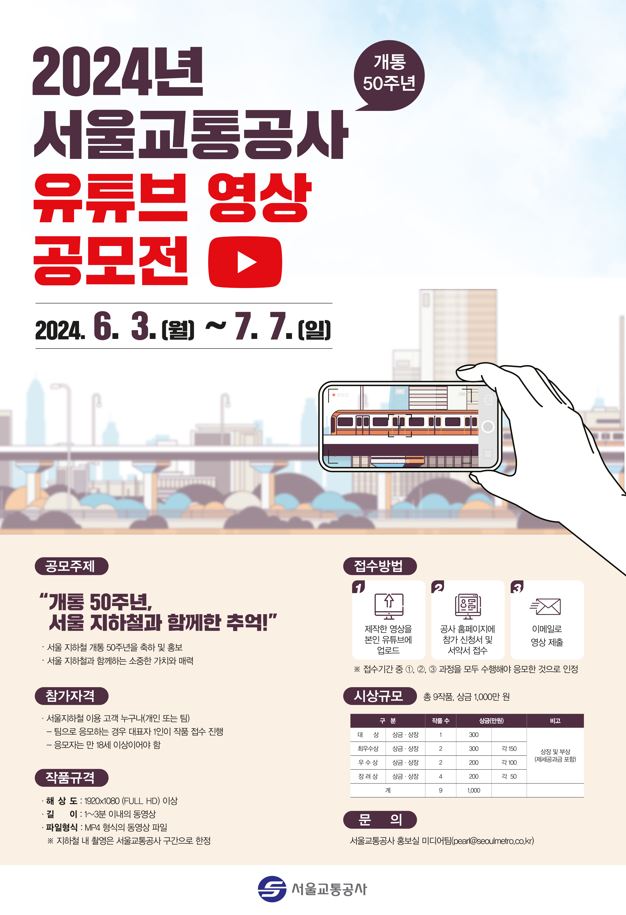 2024년
서울교통공사
유튜브 영상
공모전
개통
50주년
2024. 6. 3. (월) ~ 7. 7. (일)
공모주제
“개통 50주년,
서울 지하철과 함께한 추억!”
· 서울 지하철 개통 50주년을 축하 및 홍보
· 서울 지하철과 함께하는 소중한 가치와 매력
참가자격
· 서울지하철 이용 고객 누구나(개인 또는 팀)
– 팀으로 응모하는 경우 대표자 1인이 작품 접수 진행
– 응모자는 만 18세 이상이어야 함
작품규격
· 해 상 도 : 1920x1080 (FULL HD) 이상
· 길 이 : 1~3분 이내의 동영상
· 파일형식 : MP4 형식의 동영상 파일
※ 지하철 내 촬영은 서울교통공사 구간으로 한정
접수방법
1
제작한 영상을
본인 유튜브에
업로드
2
공사 홈페이지에
참가 신청서 및
서약서 접수
3
이메일로
영상 제출
※ 접수기간 중 ①, ②, ③ 과정을 모두 수행해야 응모한 것으로 인정
시상규모 총 9작품, 상금 1,000만 원
구 분 작품 수 상금(만원) 비고
대 상 상금 · 상장 1 300
최우수상 상금 · 상장 2 300 각 150
우 수 상 상금 · 상장 2 200 각 100
장 려 상 상금 · 상장 4 200 각 50
계 9 1,000
상장 및 부상
(제세공과금 포함)
문 의
서울교통공사 홍보실 미디어팀(pearl@seoulmetro.co.kr)
서울교통공사